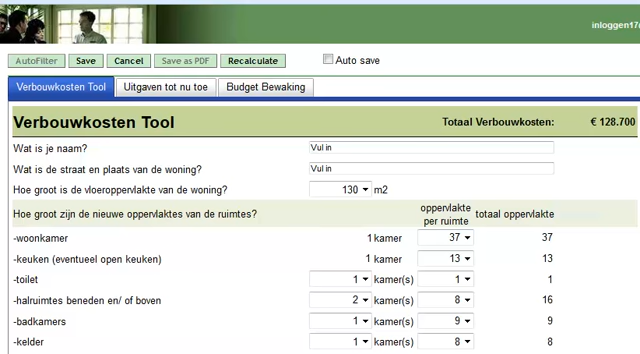 inloggen17
AutoFilter Save Cancel Save as PDF Recalculate Auto save
Verbouwkosten Tool Uitgaven tot nu toe Budget Bewaking
Verbouwkosten Tool Totaal Verbouwkosten: € 128.700
Wat is je naam? Vul in
Wat is de straat en plaats van de woning? Vul in
Hoe groot is de vloeroppervlakte van de woning? 130 m2
Hoe groot zijn de nieuwe oppervlaktes van de ruimtes? oppervlakte per ruimte totaal oppervlakte
-woonkamer 1 kamer 37 37
-keuken (eventueel open keuken) 1 kamer 13 13
-toilet 1 kamer(s) 1 1
-halruimtes beneden en/ of boven 2 kamer(s) 8 16
-badkamers 1 kamer(s) 9 9
-kelder 1 kamer(s) 8 8